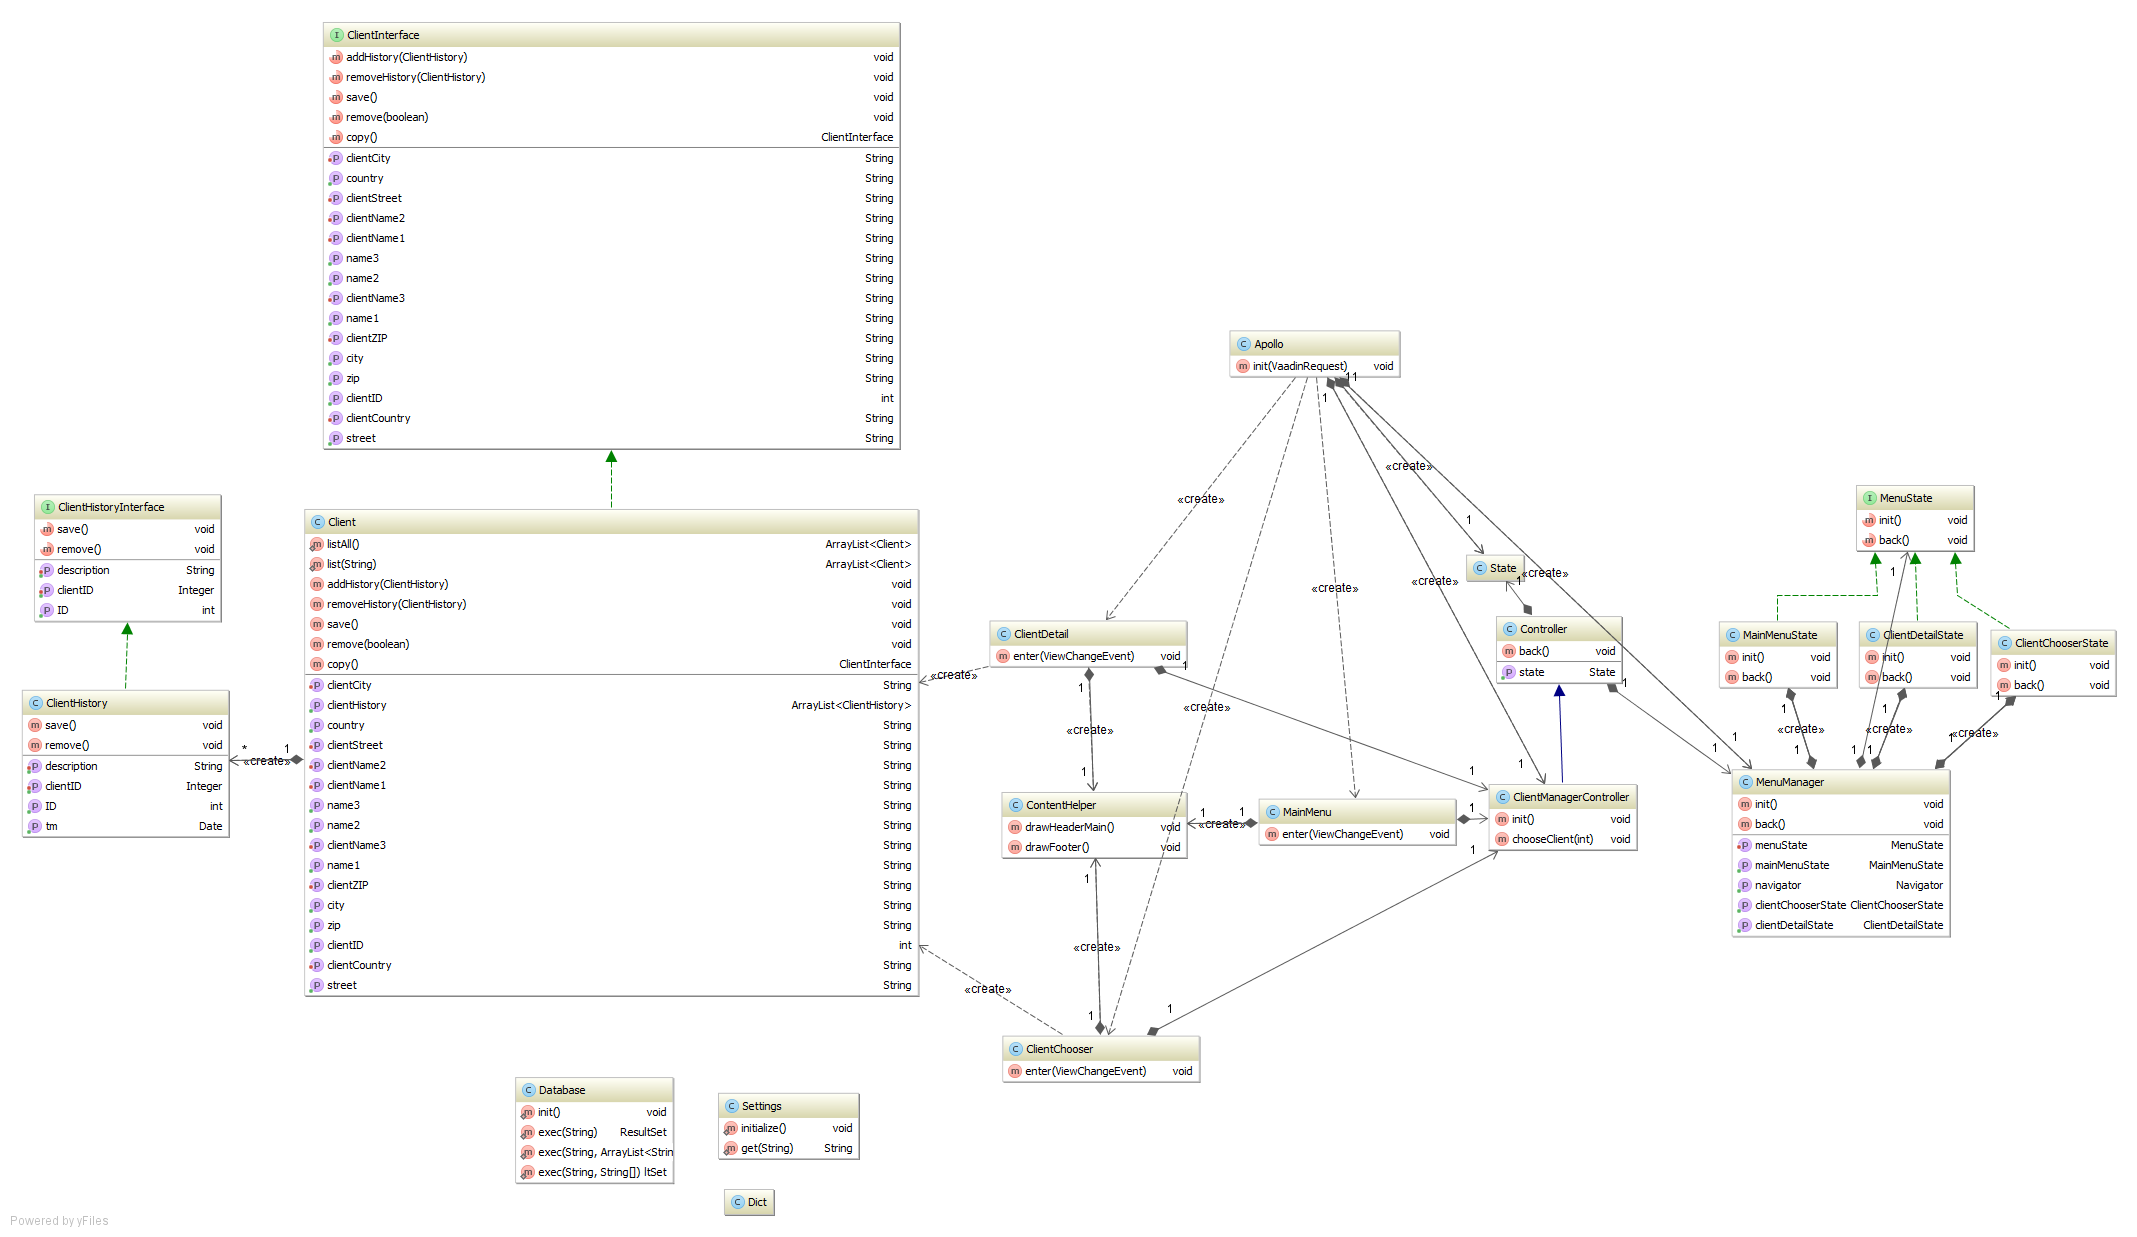 ClientInterface
addHistory(ClientHistory) void
removeHistory(ClientHistory) void
save() void
remove(boolean) void
copy() ClientInterface
clientCity String
country String
clientStreet String
clientName2 String
clientName1 String
name3 String
name2 String
clientName3 String
name1 String
clientZIP String
city String
zip String
clientID int
clientCountry String
street String
ClientHistoryInterface
save() void
remove() void
description String
clientID Integer
ID int
ClientHistory
save() void
remove() void
description String
clientID Integer
ID int
tm Date
* 1
«create»
Client
listAll() ArrayList<Client>
list(String) ArrayList<Client>
addHistory(ClientHistory) void
removeHistory(ClientHistory) void
save() void
remove(boolean) void
copy() ClientInterface
clientCity String
clientHistory ArrayList<ClientHistory>
country String
clientStreet String
clientName2 String
clientName1 String
name3 String
name2 String
clientName3 String
name1 String
clientZIP String
city String
zip String
clientID int
clientCountry String
street String
Apollo
init(VaadinRequest) void
1
1 1
«create»
«create»
«create»
«create»
«create»
«create»
1
State
1
Controller
back() void
state State
1
1
1
ClientDetail
enter(ViewChangeEvent) void
1
«create»
1
«create»
1
1
ContentHelper
drawHeaderMain() void
drawFooter() void
1 1
«create»
MainMenu
enter(ViewChangeEvent) void
1
1
ClientManagerController
init() void
chooseClient(int) void
1
1
«create»
1
1
«create»
ClientChooser
enter(ViewChangeEvent) void
MenuState
init() void
back() void
1
MainMenuState
init() void
back() void
ClientDetailState
init() void
back() void
ClientChooserState
init() void
back() void
1
1
1
«create»
«create»
«create»
1
1
1
1
MenuManager
init() void
back() void
menuState MenuState
mainMenuState MainMenuState
navigator Navigator
clientChooserState ClientChooserState
clientDetailState ClientDetailState
Database
init() void
exec(String) ResultSet
exec(String, ArrayList<Strin
exec(String, String[]) ltSet
Settings
initialize() void
get(String) String
Dict
Powered by yFiles